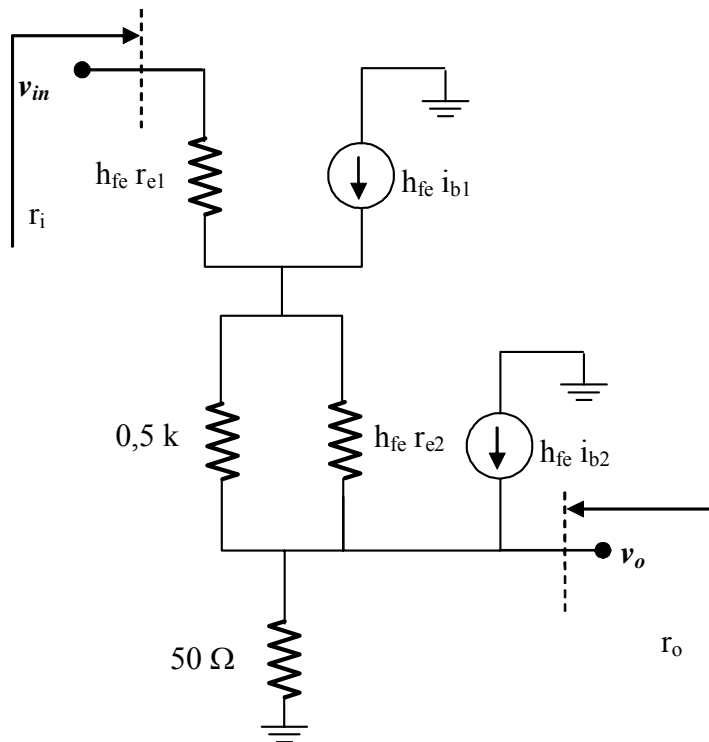 v_in
h_fe r_e1
h_fe i_b1
r_i
0,5 k
h_fe r_e2
h_fe i_b2
v_o
50 Ω
r_o